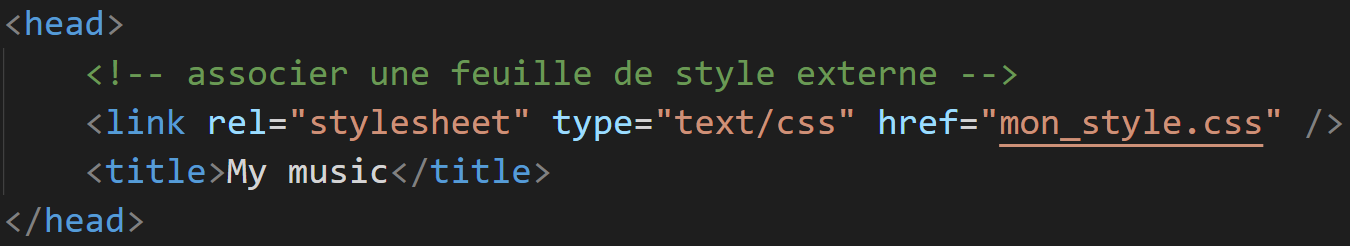 <head>
<!-- associer une feuille de style externe -->
<link rel="stylesheet" type="text/css" href="mon_style.css" />
<title>My music</title>
</head>